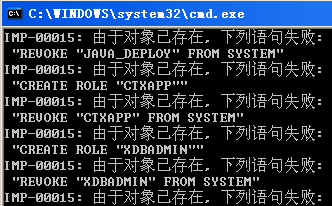 C:\WINDOWS\system32\cmd.exe
IMP-00015: 由于对象已存在, 下列语句失败:
"REVOKE "JAVA_DEPLOY" FROM SYSTEM"
IMP-00015: 由于对象已存在, 下列语句失败:
"CREATE ROLE "CTXAPP""
IMP-00015: 由于对象已存在, 下列语句失败:
"REVOKE "CTXAPP" FROM SYSTEM"
IMP-00015: 由于对象已存在, 下列语句失败:
"CREATE ROLE "XDBADMIN""
IMP-00015: 由于对象已存在, 下列语句失败:
"REVOKE "XDBADMIN" FROM SYSTEM"
IMP-00015: 由于对象已存在, 下列语句失败: